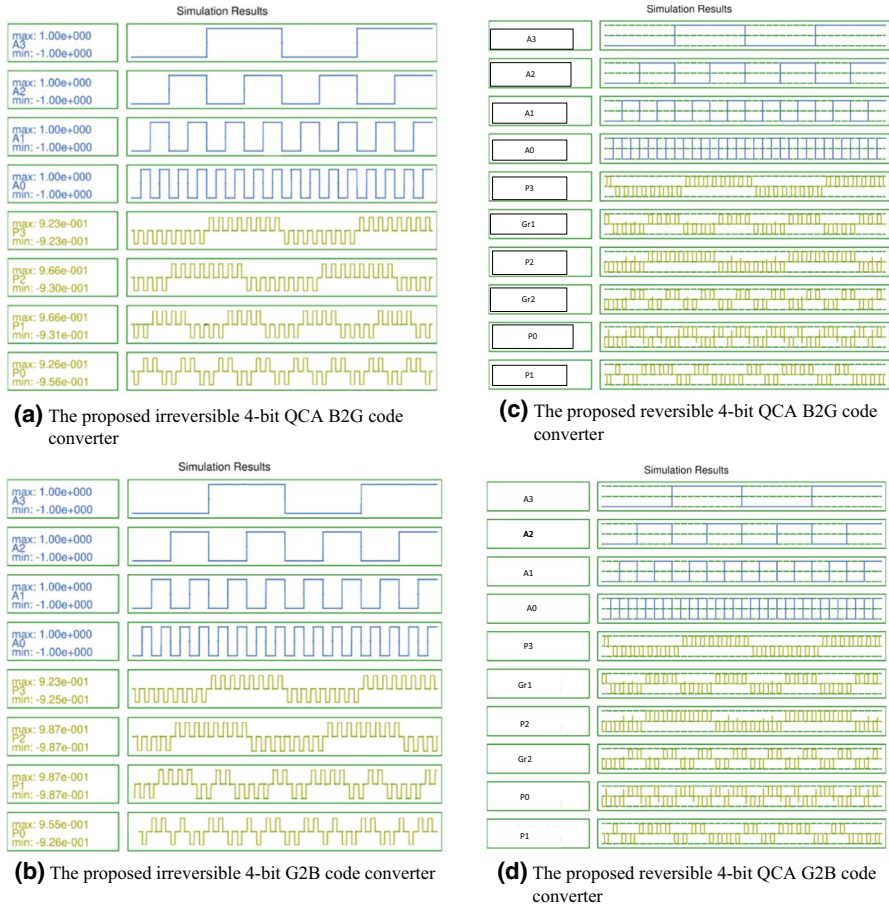 Simulation Results
max: 1.00e+000
A3
min: -1.00e+000
max: 1.00e+000
A2
min: -1.00e+000
max: 1.00e+000
A1
min: -1.00e+000
max: 1.00e+000
A0
min: -1.00e+000
max: 9.23e-001
P3
min: -9.23e-001
max: 9.66e-001
P2
min: -9.30e-001
max: 9.66e-001
P1
min: -9.31e-001
max: 9.26e-001
P0
min: -9.56e-001
(a) The proposed irreversible 4-bit QCA B2G code
converter
Simulation Results
A3
A2
A1
A0
P3
Gr1
P2
Gr2
P0
P1
(c) The proposed reversible 4-bit QCA B2G code
converter
Simulation Results
max: 1.00e+000
A3
min: -1.00e+000
max: 1.00e+000
A2
min: -1.00e+000
max: 1.00e+000
A1
min: -1.00e+000
max: 1.00e+000
A0
min: -1.00e+000
max: 9.23e-001
P3
min: -9.25e-001
max: 9.87e-001
P2
min: -9.87e-001
max: 9.87e-001
P1
min: -9.87e-001
max: 9.55e-001
P0
min: -9.26e-001
(b) The proposed irreversible 4-bit G2B code converter
Simulation Results
A3
A2
A1
A0
P3
Gr1
P2
Gr2
P0
P1
(d) The proposed reversible 4-bit QCA G2B code
converter